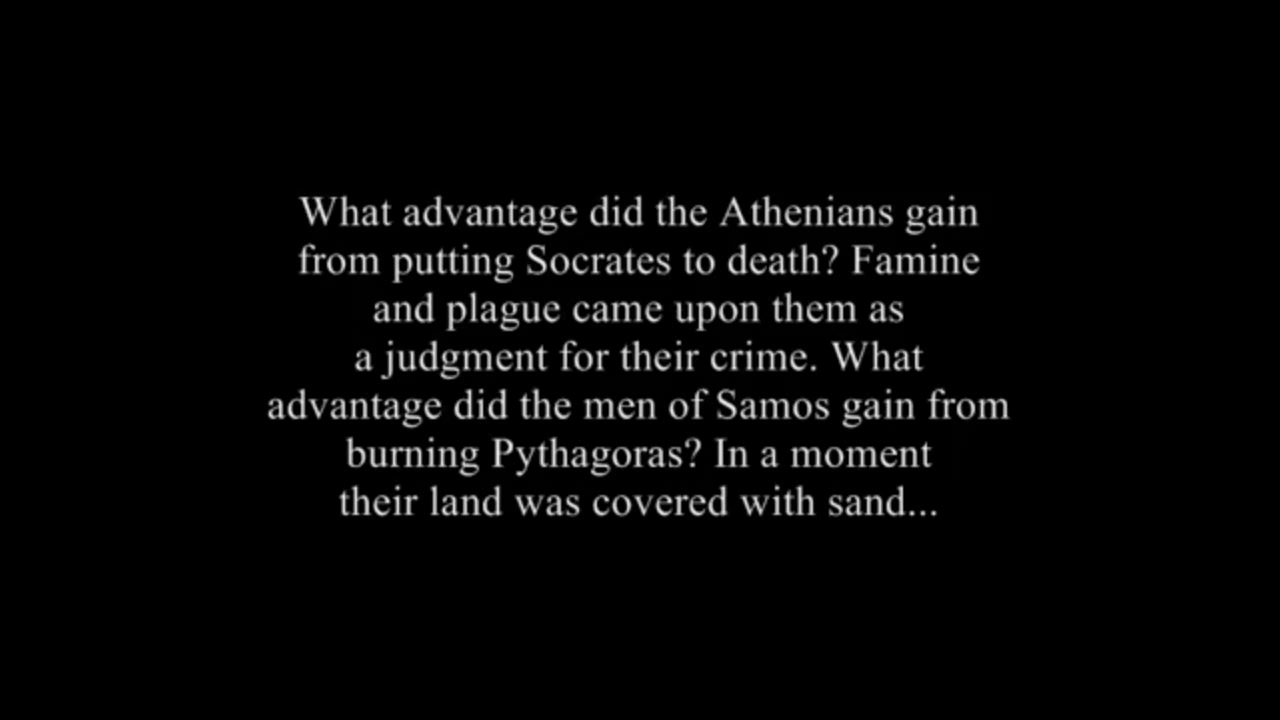 What advantage did the Athenians gain
from putting Socrates to death? Famine
and plague came upon them as
a judgment for their crime. What
advantage did the men of Samos gain from
burning Pythagoras? In a moment
their land was covered with sand...